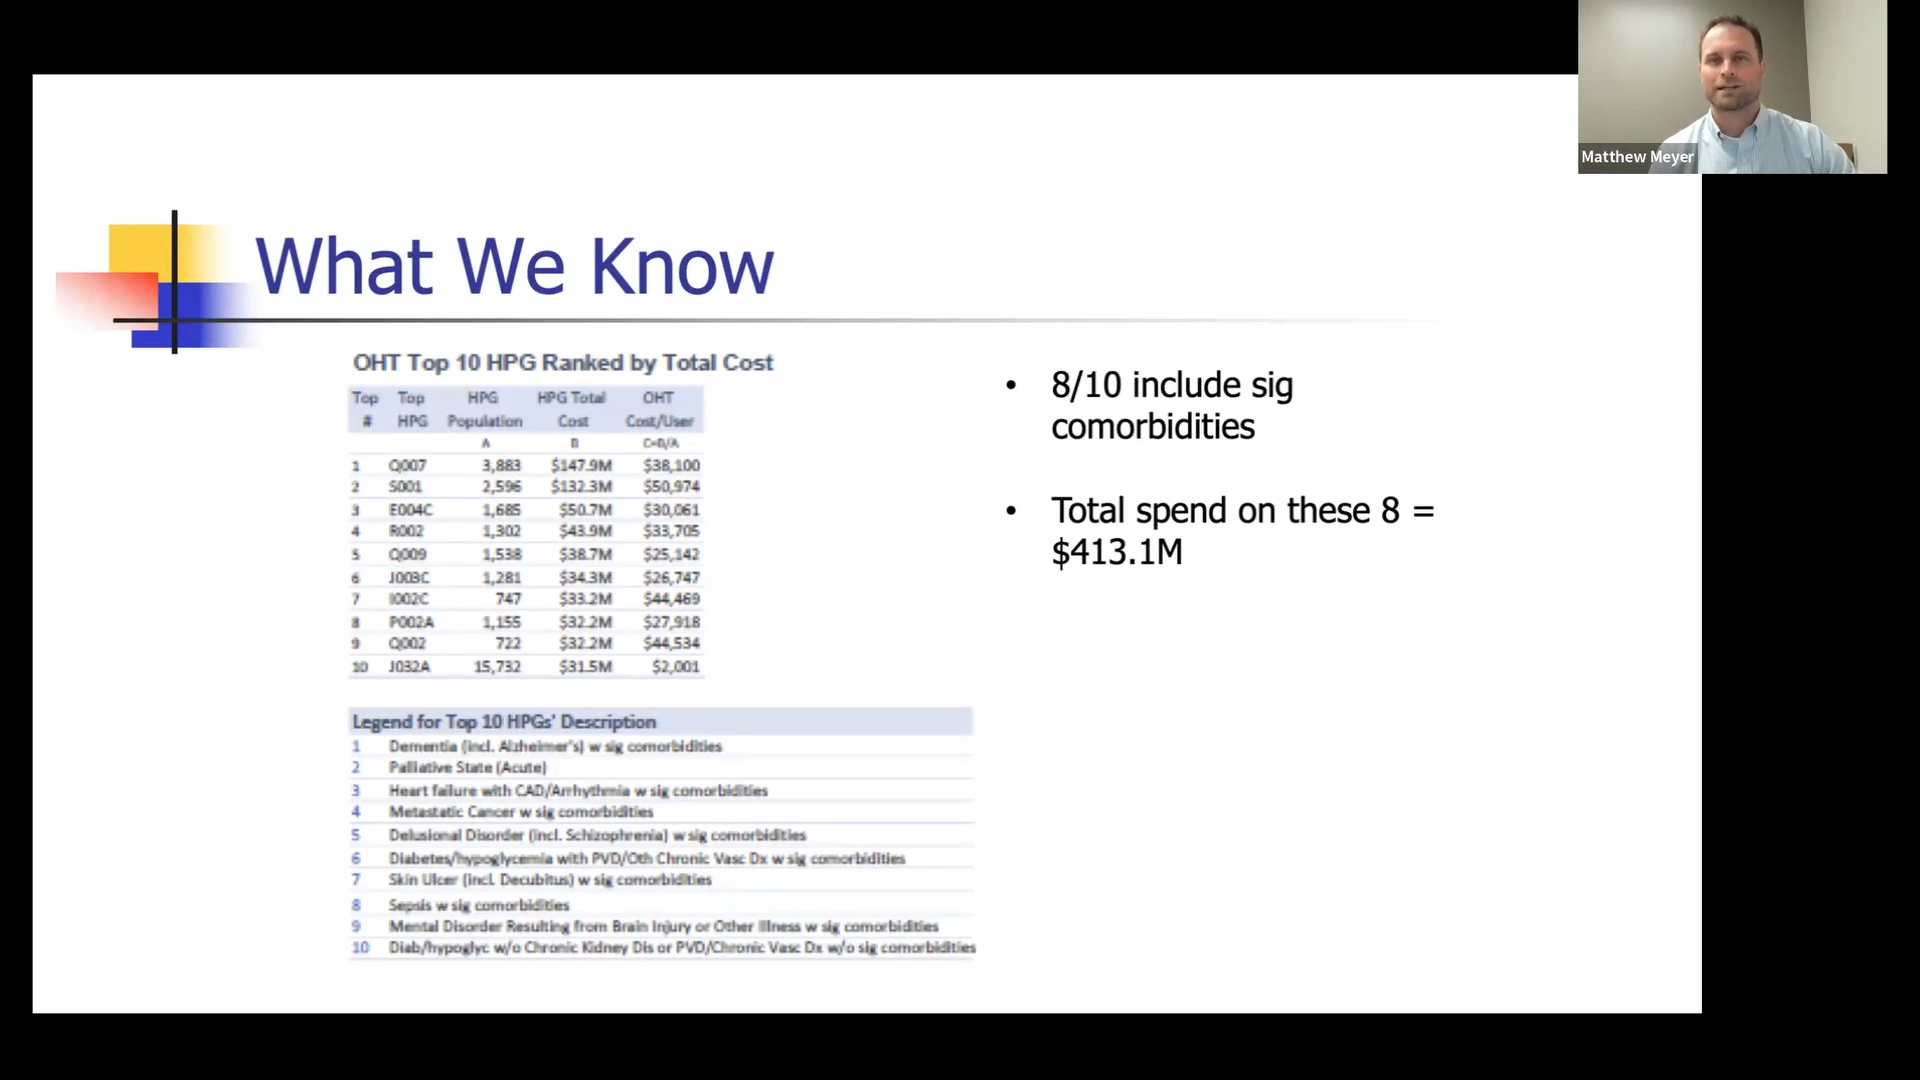 Matthew Meyer
What We Know
OHT Top 10 HPG Ranked by Total Cost
Top Top HPG HPG Total OHT
# HPG Population Cost Cost/User
A B C=B/A
1 Q007 3,883 $147.9M $38,100
2 S001 2,596 $132.3M $50,974
3 E004C 1,685 $50.7M $30,061
4 R002 1,302 $43.9M $33,705
5 Q009 1,538 $38.7M $25,142
6 J003C 1,281 $34.3M $26,747
7 I002C 747 $33.2M $44,469
8 P002A 1,155 $32.2M $27,918
9 Q002 722 $32.2M $44,534
10 J032A 15,732 $31.5M $2,001
Legend for Top 10 HPGs' Description
1 Dementia (incl. Alzheimer's) w sig comorbidities
2 Palliative State (Acute)
3 Heart failure with CAD/Arrhythmia w sig comorbidities
4 Metastatic Cancer w sig comorbidities
5 Delusional Disorder (incl. Schizophrenia) w sig comorbidities
6 Diabetes/hypoglycemia with PVD/Oth Chronic Vasc Dx w sig comorbidities
7 Skin Ulcer (incl. Decubitus) w sig comorbidities
8 Sepsis w sig comorbidities
9 Mental Disorder Resulting from Brain Injury or Other Illness w sig comorbidities
10 Diab/hypoglyc w/o Chronic Kidney Dis or PVD/Chronic Vasc Dx w/o sig comorbidities
• 8/10 include sig
comorbidities
• Total spend on these 8 =
$413.1M